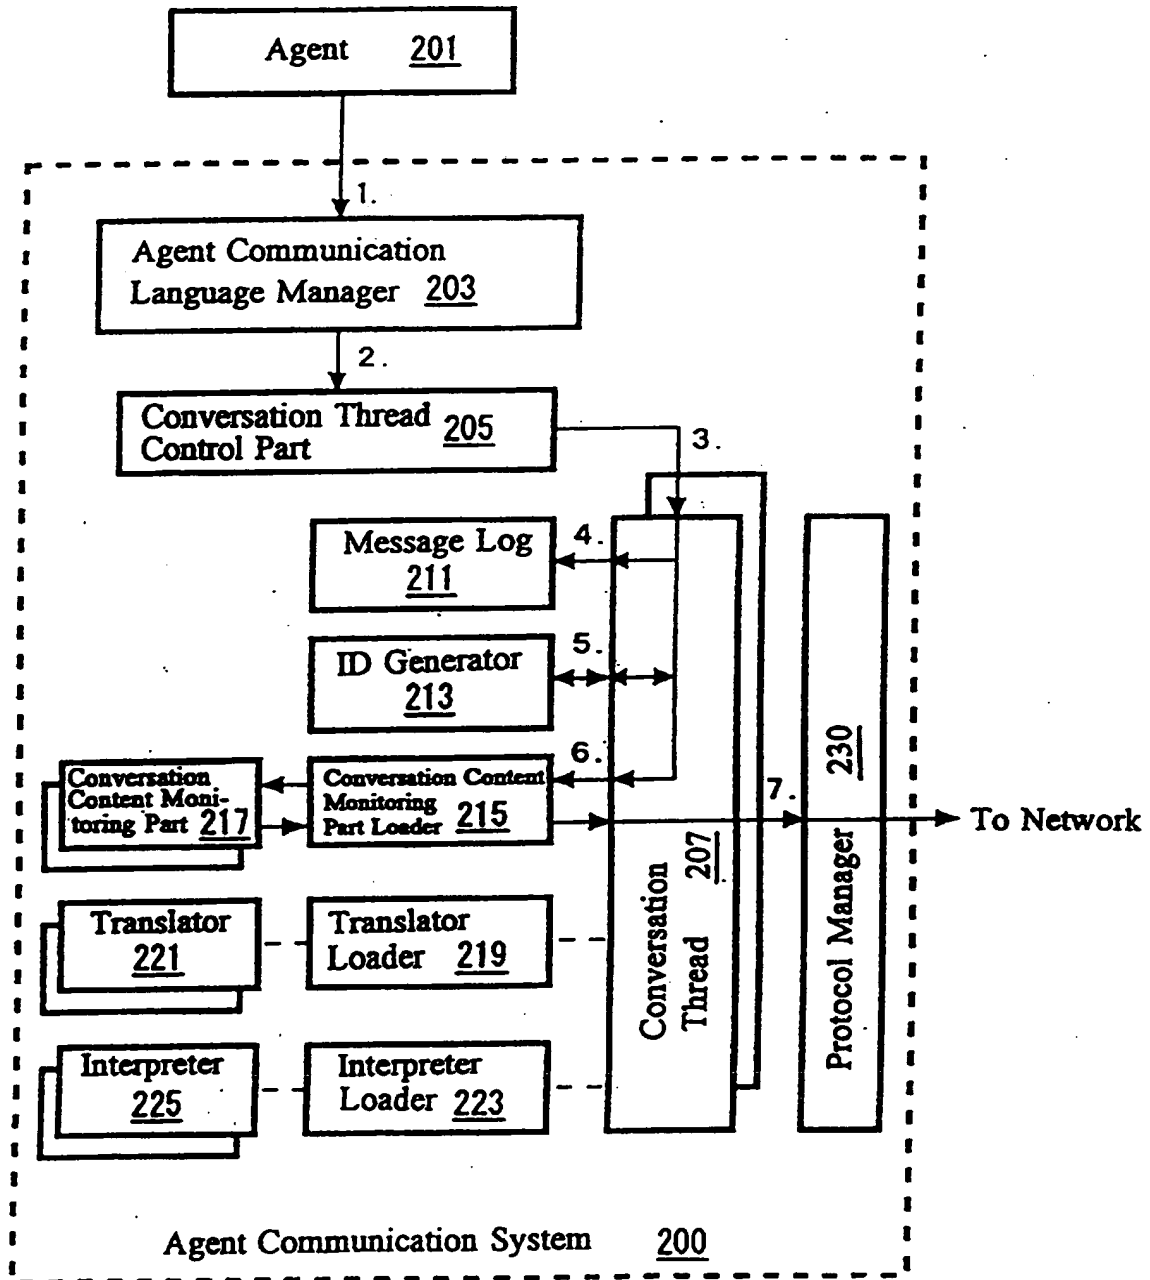 Agent 201
1.
Agent Communication
Language Manager 203
2.
Conversation Thread
Control Part 205
3.
Message Log
211
4.
ID Generator
213
5.
6.
Conversation
Content Moni-
toring Part 217
Conversation Content
Monitoring
Part Loader 215
7.
To Network
Translator
221
Translator
Loader 219
Interpreter
225
Interpreter
Loader 223
Conversation
Thread 207
Protocol Manager 230
Agent Communication System 200